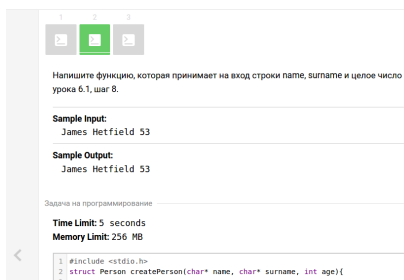 1 2 3
Напишите функцию, которая принимает на вход строки name, surname и целое число
урока 6.1, шаг 8.
Sample Input:
James Hetfield 53
Sample Output:
James Hetfield 53
Задача на программирование
Time Limit: 5 seconds
Memory Limit: 256 MB
1 #include <stdio.h>
2 struct Person createPerson(char* name, char* surname, int age){